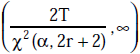 (2T / χ²(α, 2r + 2), ∞)